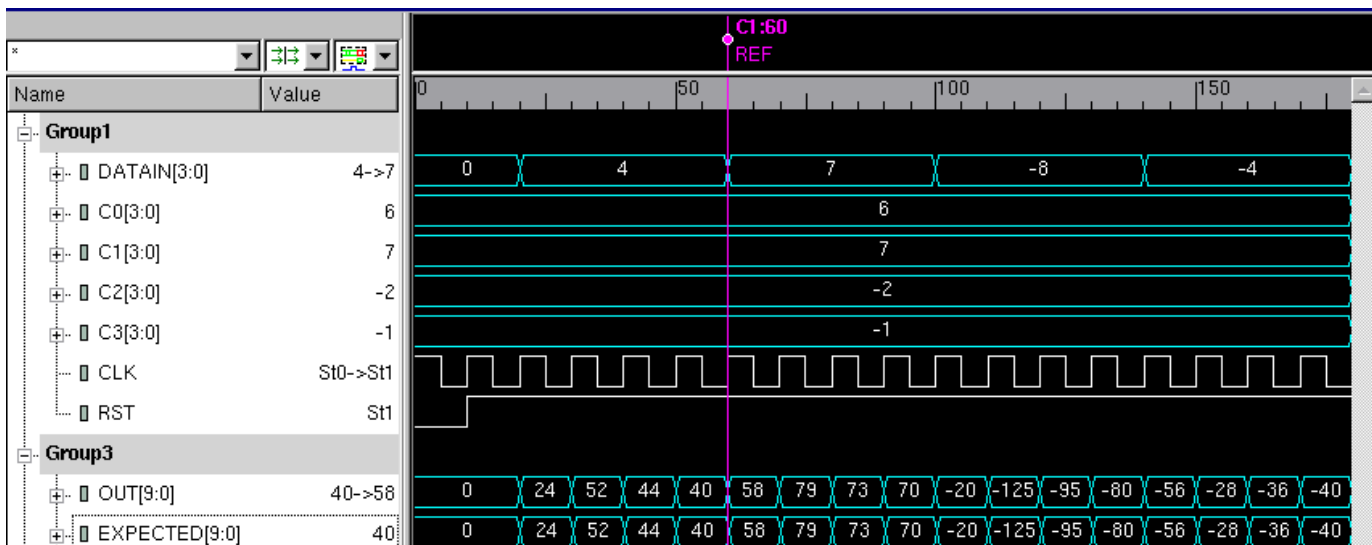 C1:60
REF
*
Name Value 0 50 100 150
Group1
DATAIN[3:0] 4->7 0 4 7 -8 -4
C0[3:0] 6 6
C1[3:0] 7 7
C2[3:0] -2 -2
C3[3:0] -1 -1
CLK St0->St1
RST St1
Group3
OUT[9:0] 40->58 0 24 52 44 40 58 79 73 70 -20 -125 -95 -80 -56 -28 -36 -40
EXPECTED[9:0] 40 0 24 52 44 40 58 79 73 70 -20 -125 -95 -80 -56 -28 -36 -40